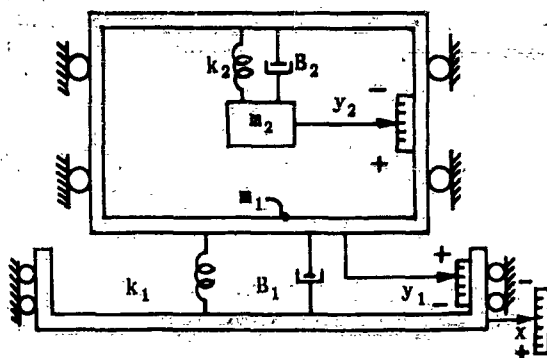 k₂ B₂
m₂ y₂ −
+
m₁
k₁ B₁ y₁ + −
x − +